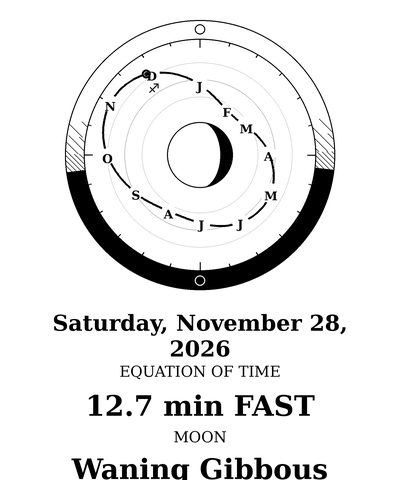 J
D
♐
N
F
M
O
A
S
M
A
J
J
Saturday, November 28,
2026
EQUATION OF TIME
12.7 min FAST
MOON
Waning Gibbous